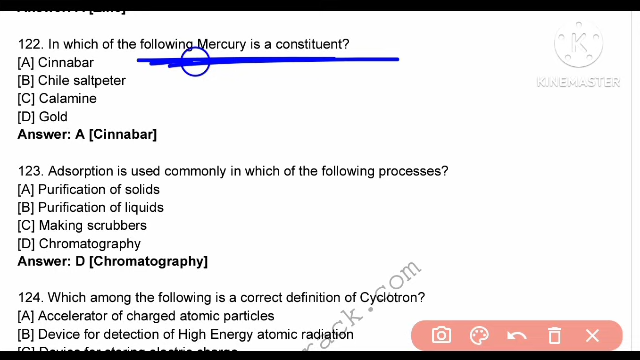 122. In which of the following Mercury is a constituent?
[A] Cinnabar
[B] Chile saltpeter
[C] Calamine
[D] Gold
Answer: A [Cinnabar]
123. Adsorption is used commonly in which of the following processes?
[A] Purification of solids
[B] Purification of liquids
[C] Making scrubbers
[D] Chromatography
Answer: D [Chromatography]
124. Which among the following is a correct definition of Cyclotron?
[A] Accelerator of charged atomic particles
[B] Device for detection of High Energy atomic radiation
K
KINEMASTER
rack.com